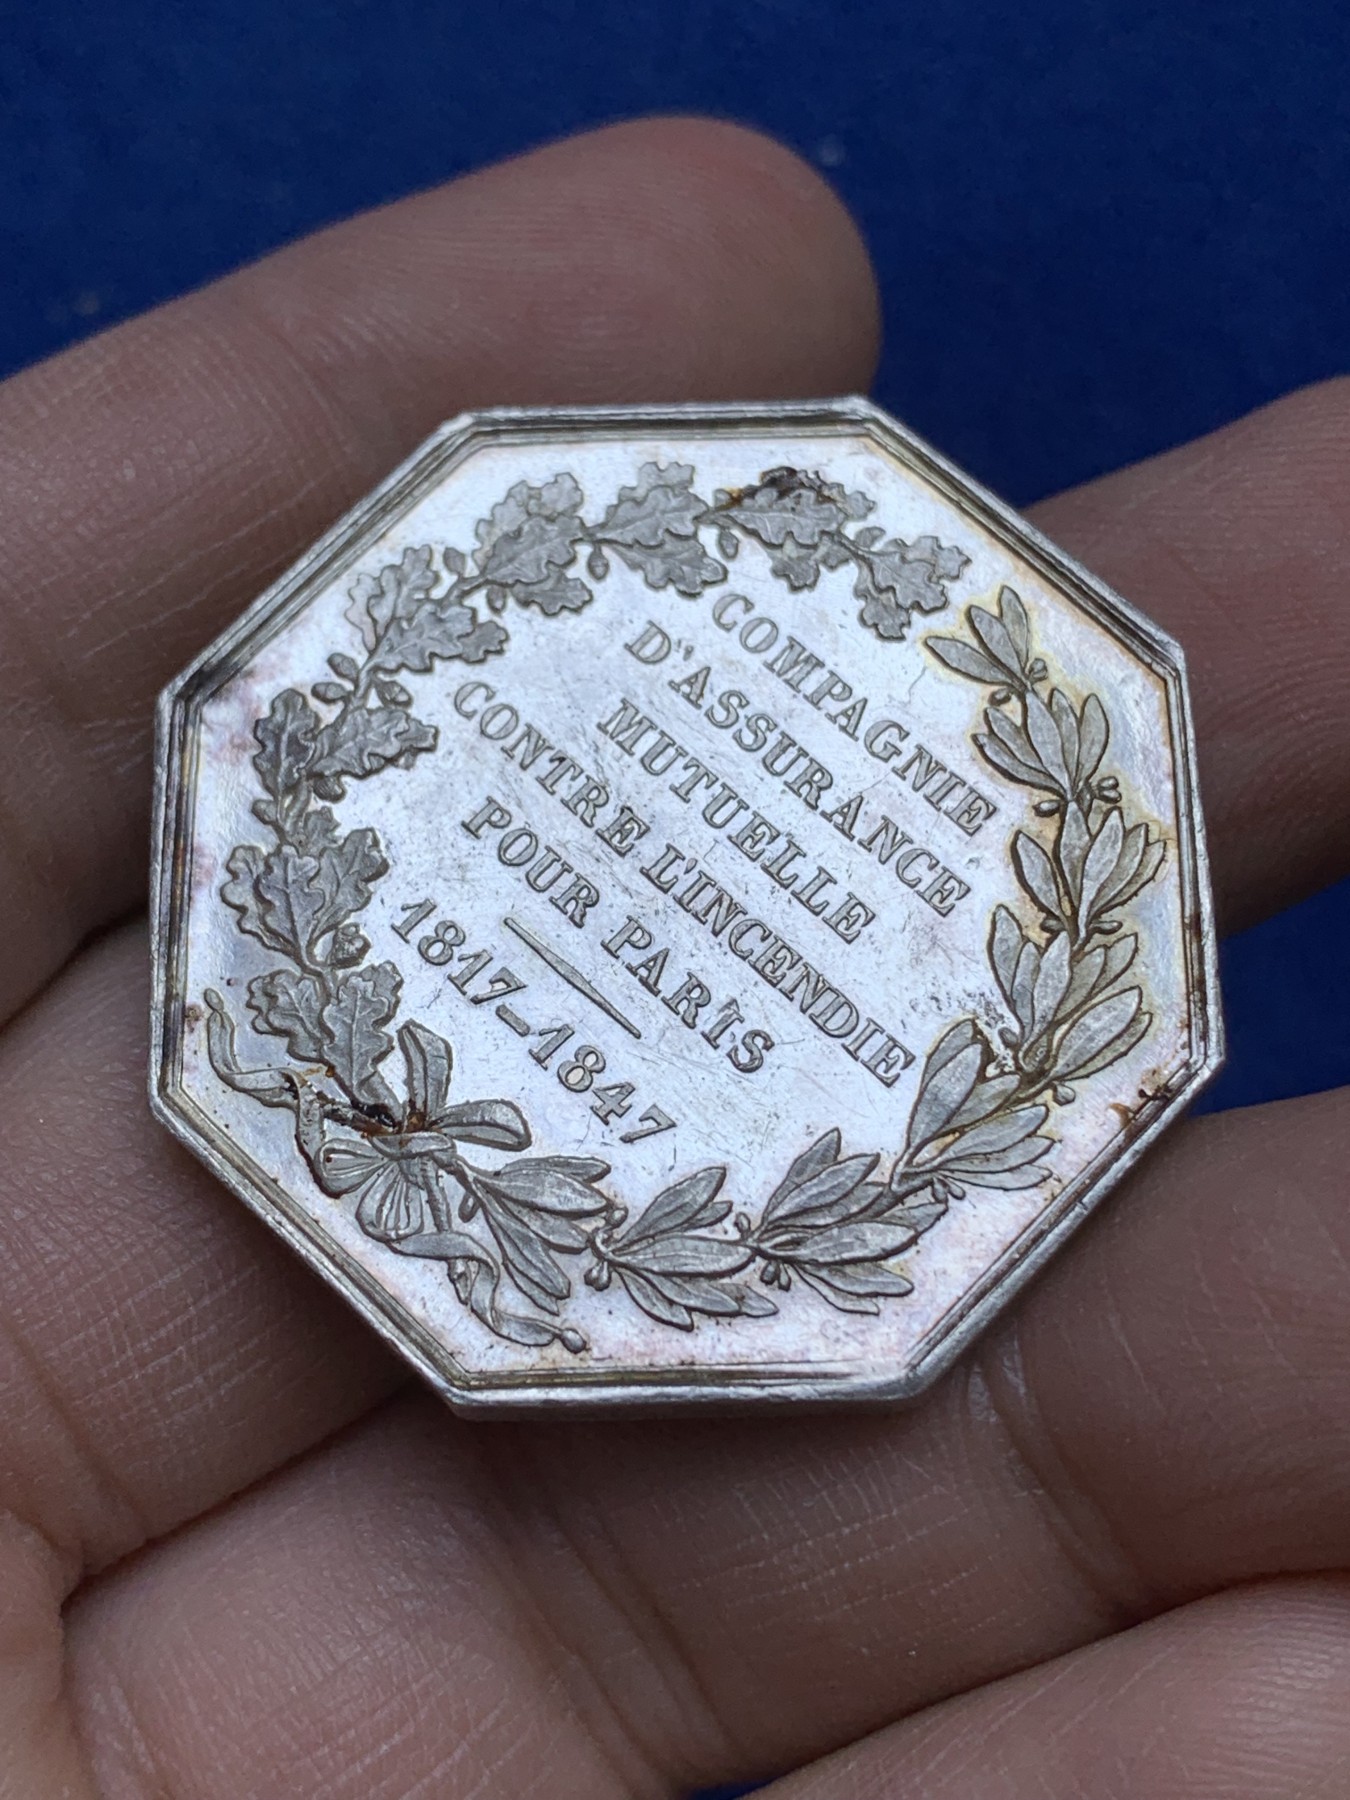 COMPAGNIE
D'ASSURANCE
MUTUELLE
CONTRE L'INCENDIE
POUR PARIS
1817-1847